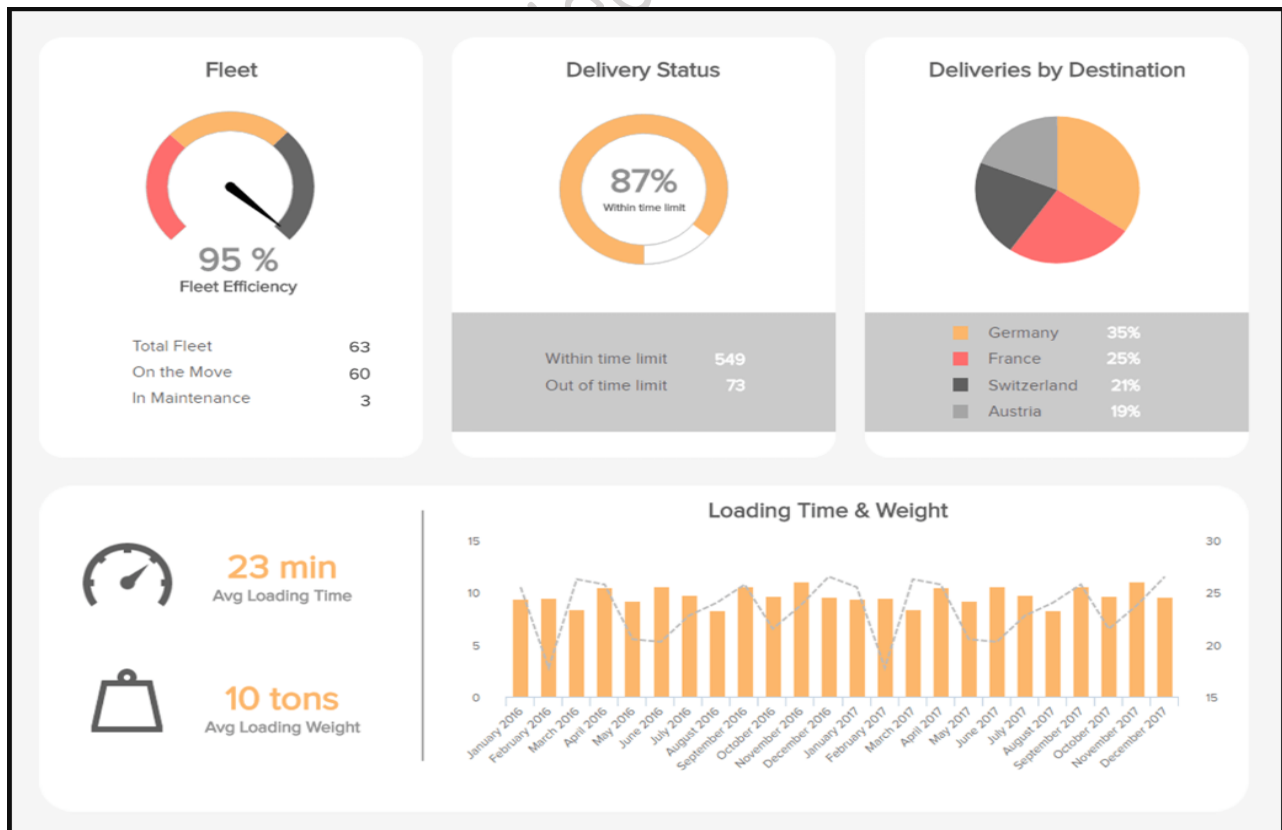 Fleet
95 %
Fleet Efficiency
Total Fleet 63
On the Move 60
In Maintenance 3
Delivery Status
87%
Within time limit
Within time limit 549
Out of time limit 73
Deliveries by Destination
Germany 35%
France 25%
Switzerland 21%
Austria 19%
23 min
Avg Loading Time
10 tons
Avg Loading Weight
Loading Time & Weight
15
10
5
0
30
25
20
15
January 2016
February 2016
March 2016
April 2016
May 2016
June 2016
July 2016
August 2016
September 2016
October 2016
November 2016
December 2016
January 2017
February 2017
March 2017
April 2017
May 2017
June 2017
July 2017
August 2017
September 2017
October 2017
November 2017
December 2017